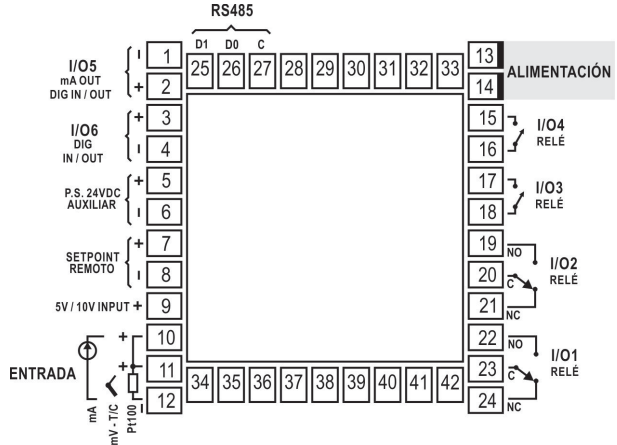 RS485
D1 D0 C
25 26 27 28 29 30 31 32 33
I/O5
mA OUT
DIG IN / OUT
−
+
1
2
I/O6
DIG
IN / OUT
+
−
3
4
P.S. 24VDC
AUXILIAR
+
−
5
6
SETPOINT
REMOTO
+
−
7
8
5V / 10V INPUT +
9
ENTRADA
+
+
−
10
11
12
mA
mV - T/C
Pt100
34 35 36 37 38 39 40 41 42
13
14
ALIMENTACIÓN
15
16
I/O4
RELÉ
17
18
I/O3
RELÉ
19
20
21
NO
C
NC
I/O2
RELÉ
22
23
24
NO
C
NC
I/O1
RELÉ